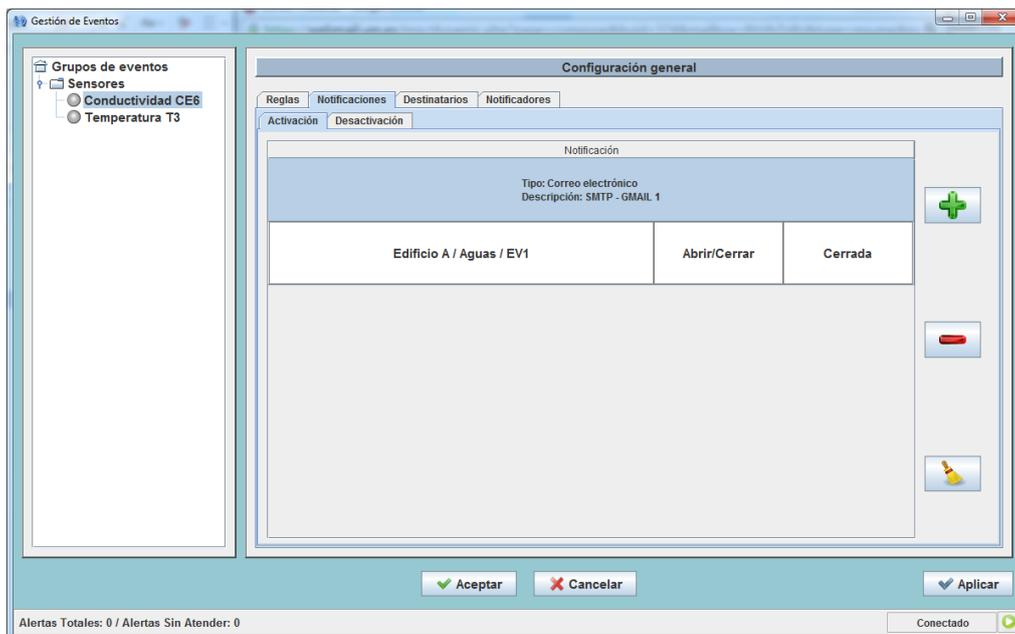 Gestión de Eventos
Grupos de eventos
Sensores
Conductividad CE6
Temperatura T3
Configuración general
Reglas Notificaciones Destinatarios Notificadores
Activación Desactivación
Notificación
Tipo: Correo electrónico
Descripción: SMTP - GMAIL 1
Edificio A / Aguas / EV1 Abrir/Cerrar Cerrada
Aceptar Cancelar Aplicar
Alertas Totales: 0 / Alertas Sin Atender: 0 Conectado